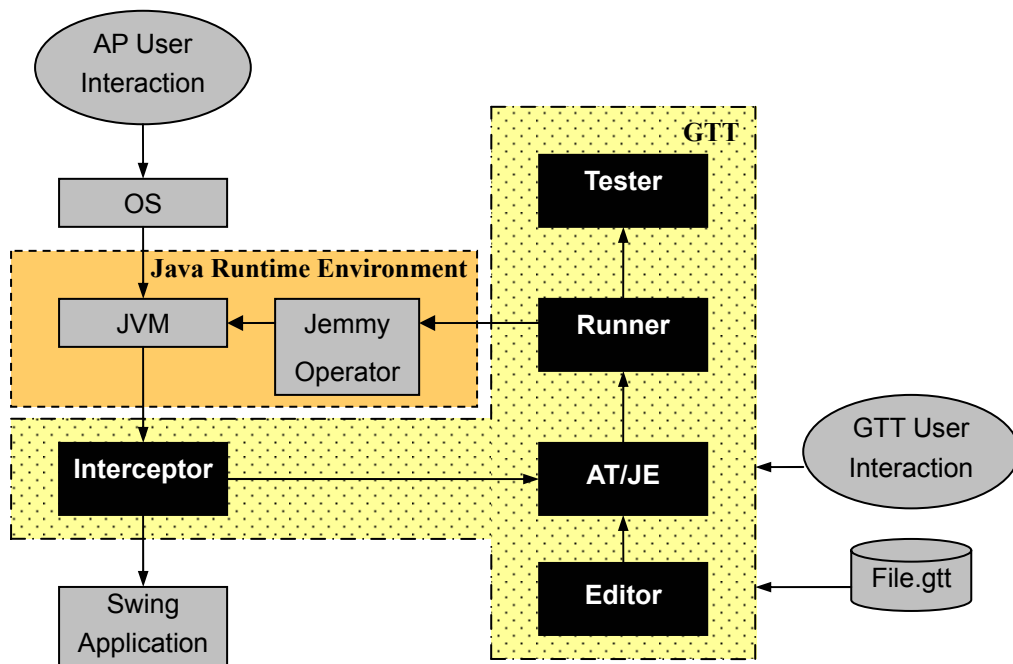 AP User
Interaction
GTT
Tester
OS
Java Runtime Environment
JVM
Jemmy
Operator
Runner
GTT User
Interaction
Interceptor
AT/JE
File.gtt
Editor
Swing
Application